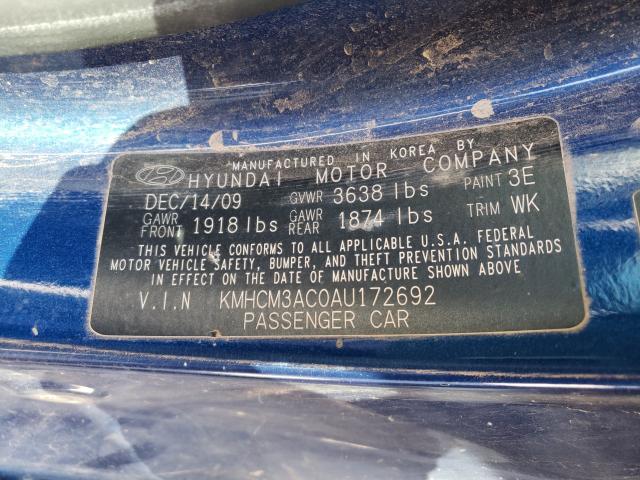 MANUFACTURED IN KOREA BY
HYUNDAI MOTOR COMPANY
DEC/14/09 GVWR 3638 lbs PAINT 3E
GAWR FRONT 1918 lbs GAWR REAR 1874 lbs TRIM WK
THIS VEHICLE CONFORMS TO ALL APPLICABLE U.S.A. FEDERAL
MOTOR VEHICLE SAFETY, BUMPER, AND THEFT PREVENTION STANDARDS
IN EFFECT ON THE DATE OF MANUFACTURE SHOWN ABOVE
V.I.N KMHCM3AC0AU172692
PASSENGER CAR